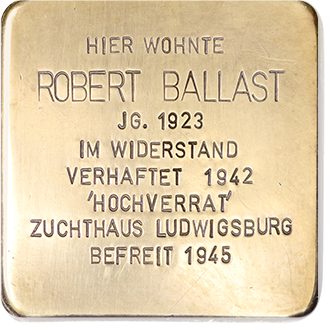 HIER WOHNTE
ROBERT BALLAST
JG. 1923
IM WIDERSTAND
VERHAFTET 1942
'HOCHVERRAT'
ZUCHTHAUS LUDWIGSBURG
BEFREIT 1945